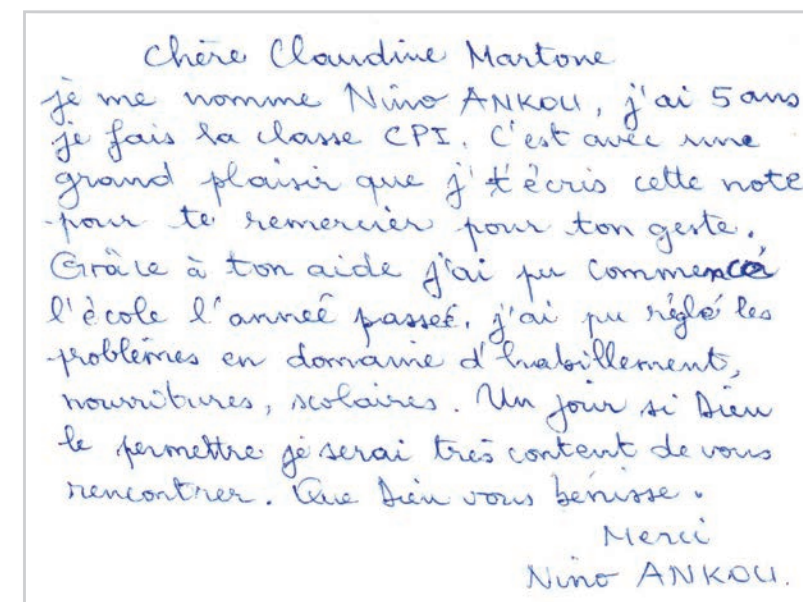 Chère Claudine Martone
je me nomme Nino ANKOU, j'ai 5 ans
je fais la classe CPI. C'est avec une
grand plaisir que j't'écris cette note
pour te remercier pour ton geste.
Grâce à ton aide j'ai pu commencé
l'école l'anneé passeé, j'ai pu réglé les
problèmes en domaine d'habillement,
nourritures, scolaires. Un jour si Dieu
le permettre je serai très content de vous
rencontrer. Que Dieu vous bénisse.
Merci
Nino ANKOU.